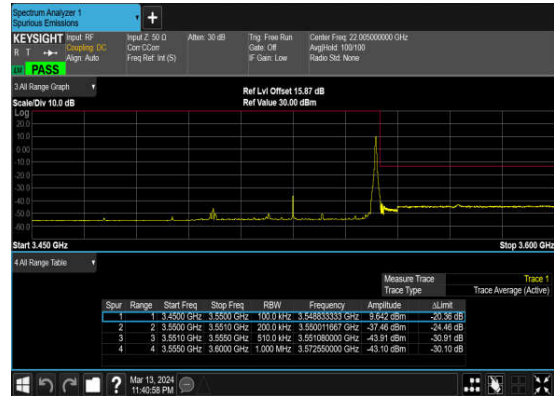 Spectrum Analyzer 1
Spurious Emissions
+
KEYSIGHT Input: RF Input Z: 50 Ω Atten: 30 dB Trig: Free Run Center Freq: 22.005000000 GHz
R T Coupling: DC Corr CCorr Gate: Off Avg|Hold: 100/100
Align: Auto Freq Ref: Int (S) IF Gain: Low Radio Std: None
PASS
3 All Range Graph
Ref Lvl Offset 15.87 dB
Scale/Div 10.0 dB Ref Value 30.00 dBm
Log
20.0
10.0
0.00
-10.0
-20.0
-30.0
-40.0
-50.0
-60.0
Start 3.450 GHz Stop 3.600 GHz
4 All Range Table
Measure Trace Trace 1
Trace Type Trace Average (Active)
Spur Range Start Freq Stop Freq RBW Frequency Amplitude ΔLimit
1 1 3.4500 GHz 3.5500 GHz 100.0 kHz 3.548833333 GHz 9.642 dBm -20.36 dB
2 2 3.5500 GHz 3.5510 GHz 200.0 kHz 3.550011667 GHz -37.46 dBm -24.46 dB
3 3 3.5510 GHz 3.5550 GHz 510.0 kHz 3.551080000 GHz -43.91 dBm -30.91 dB
4 4 3.5550 GHz 3.6000 GHz 1.000 MHz 3.572550000 GHz -43.10 dBm -30.10 dB
? Mar 13, 2024
11:40:58 PM